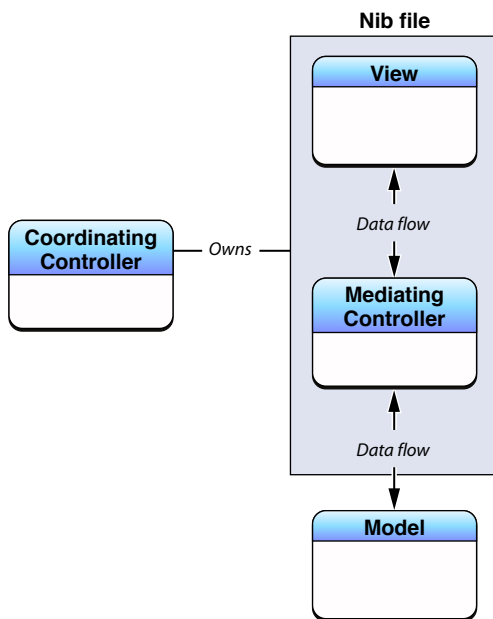 Nib file
View
Data flow
Coordinating
Controller
Owns
Mediating
Controller
Data flow
Model